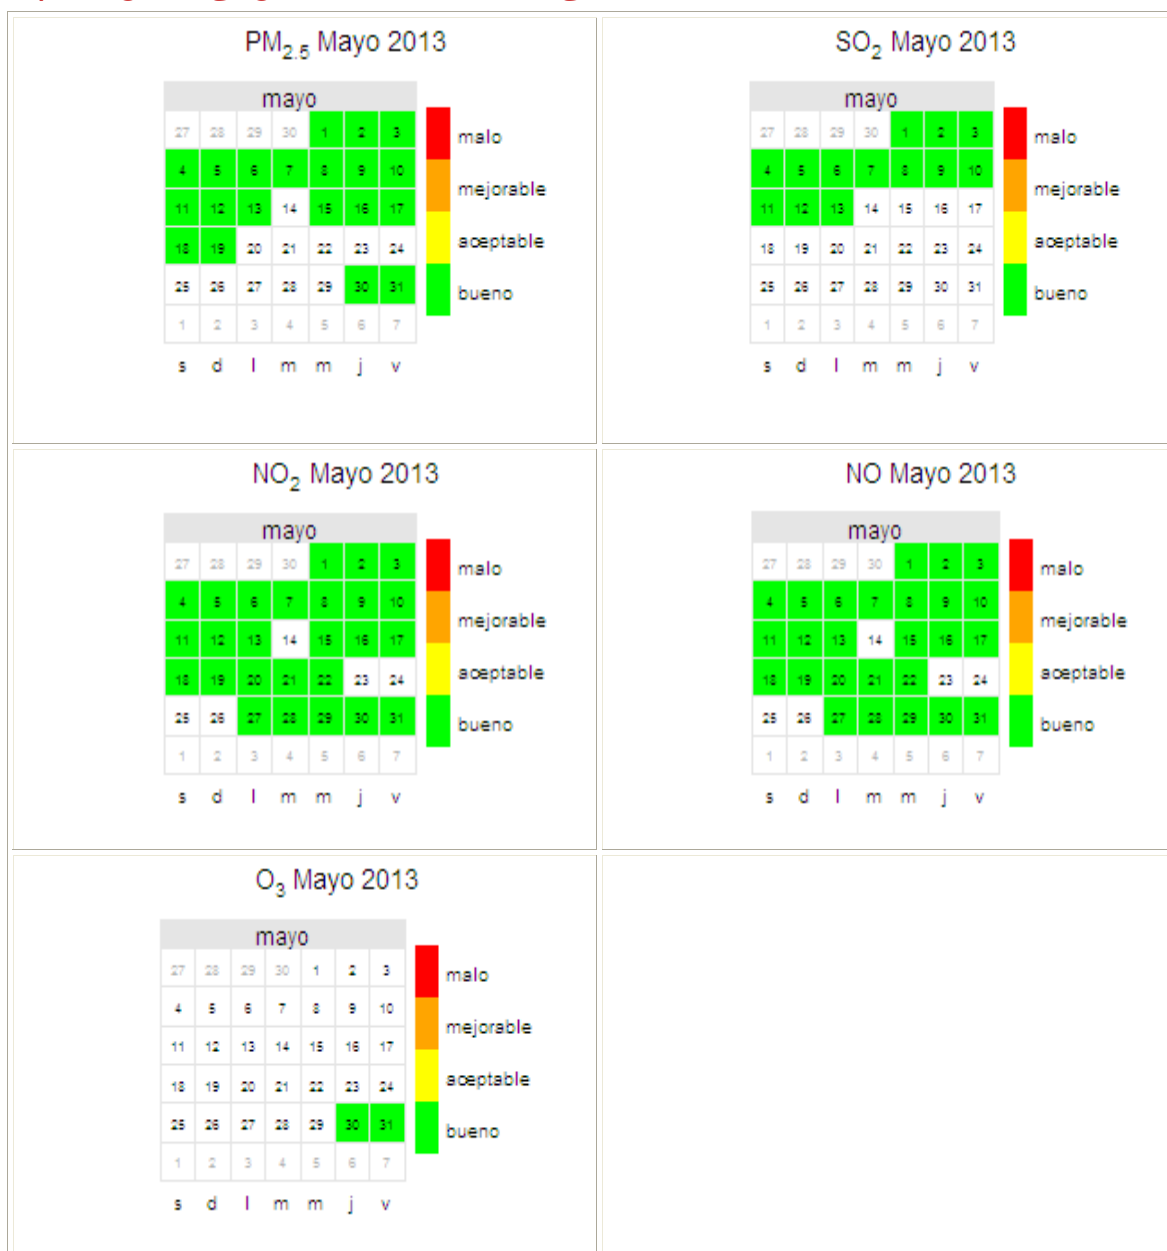 PM2.5 Mayo 2013
mayo
27 28 29 30 1 2 3
4 5 6 7 8 9 10
11 12 13 14 15 16 17
18 19 20 21 22 23 24
25 26 27 28 29 30 31
1 2 3 4 5 6 7
s d l m m j v
malo
mejorable
aceptable
bueno
SO2 Mayo 2013
mayo
27 28 29 30 1 2 3
4 5 6 7 8 9 10
11 12 13 14 15 16 17
18 19 20 21 22 23 24
25 26 27 28 29 30 31
1 2 3 4 5 6 7
s d l m m j v
malo
mejorable
aceptable
bueno
NO2 Mayo 2013
mayo
27 28 29 30 1 2 3
4 5 6 7 8 9 10
11 12 13 14 15 16 17
18 19 20 21 22 23 24
25 26 27 28 29 30 31
1 2 3 4 5 6 7
s d l m m j v
malo
mejorable
aceptable
bueno
NO Mayo 2013
mayo
27 28 29 30 1 2 3
4 5 6 7 8 9 10
11 12 13 14 15 16 17
18 19 20 21 22 23 24
25 26 27 28 29 30 31
1 2 3 4 5 6 7
s d l m m j v
malo
mejorable
aceptable
bueno
O3 Mayo 2013
mayo
27 28 29 30 1 2 3
4 5 6 7 8 9 10
11 12 13 14 15 16 17
18 19 20 21 22 23 24
25 26 27 28 29 30 31
1 2 3 4 5 6 7
s d l m m j v
malo
mejorable
aceptable
bueno